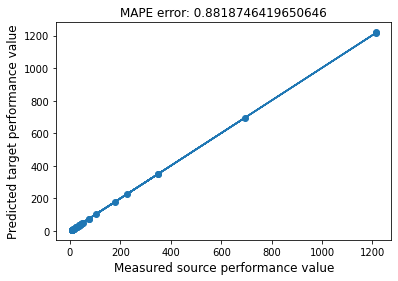 MAPE error: 0.8818746419650646
Predicted target performance value
1200
1000
800
600
400
200
0
0 200 400 600 800 1000 1200
Measured source performance value